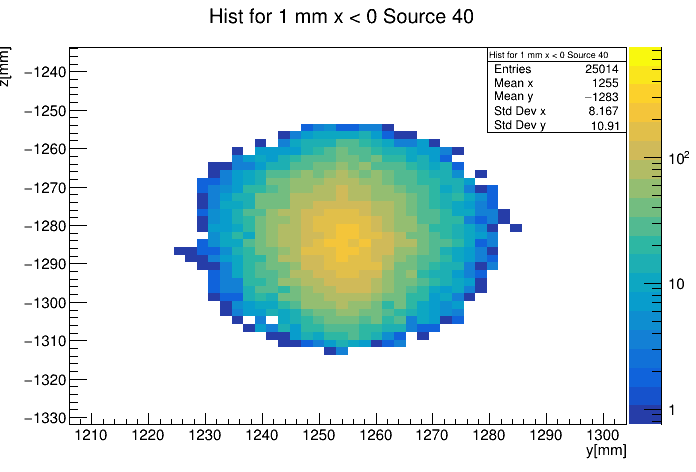 Hist for 1 mm x < 0 Source 40
z[mm]
Hist for 1 mm x < 0 Source 40
Entries 25014
Mean x 1255
Mean y −1283
Std Dev x 8.167
Std Dev y 10.91
−1240
−1250
−1260
−1270
−1280
−1290
−1300
−1310
−1320
−1330
10²
10
1
1210 1220 1230 1240 1250 1260 1270 1280 1290 1300
y[mm]